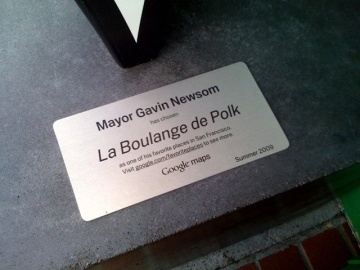 Mayor Gavin Newsom
has chosen
La Boulange de Polk
as one of his favorite places in San Francisco.
Visit google.com/favoriteplaces to see more.
Google maps
Summer 2009